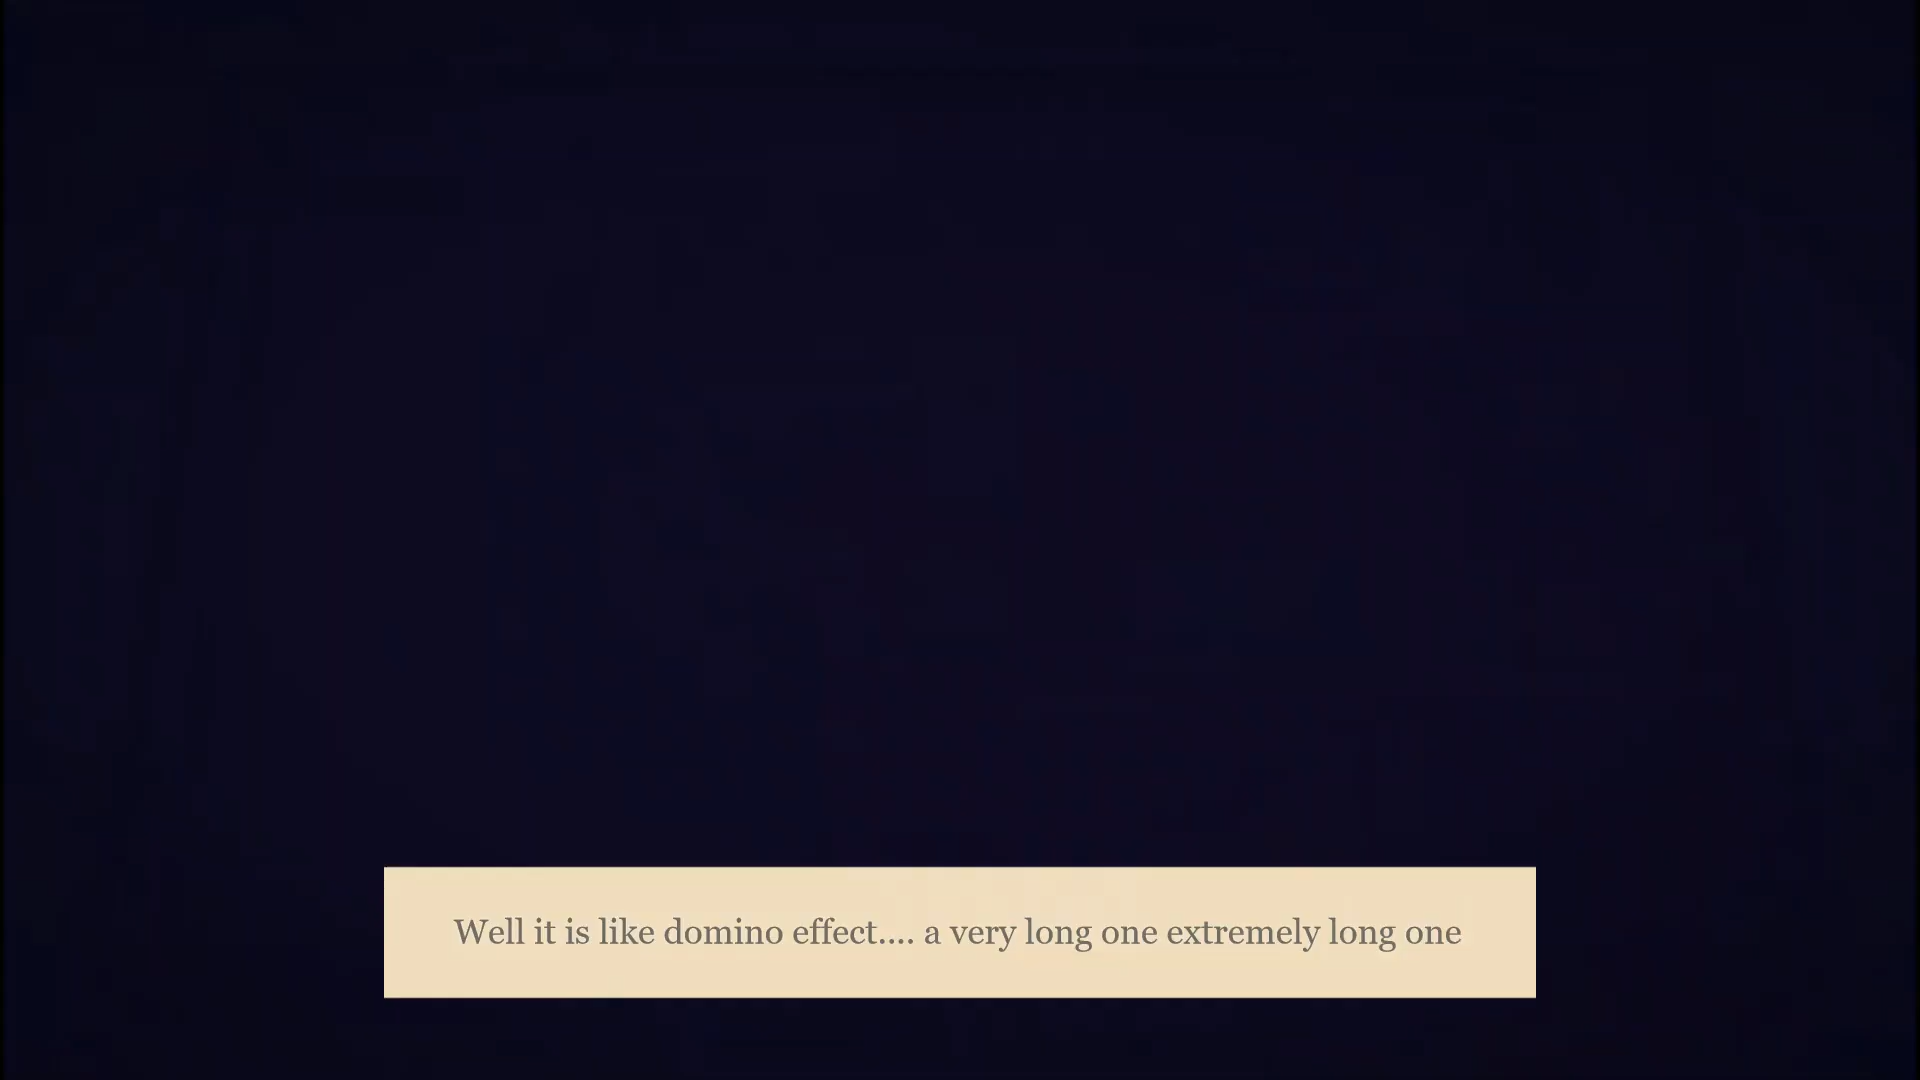 Well it is like domino effect.... a very long one extremely long one